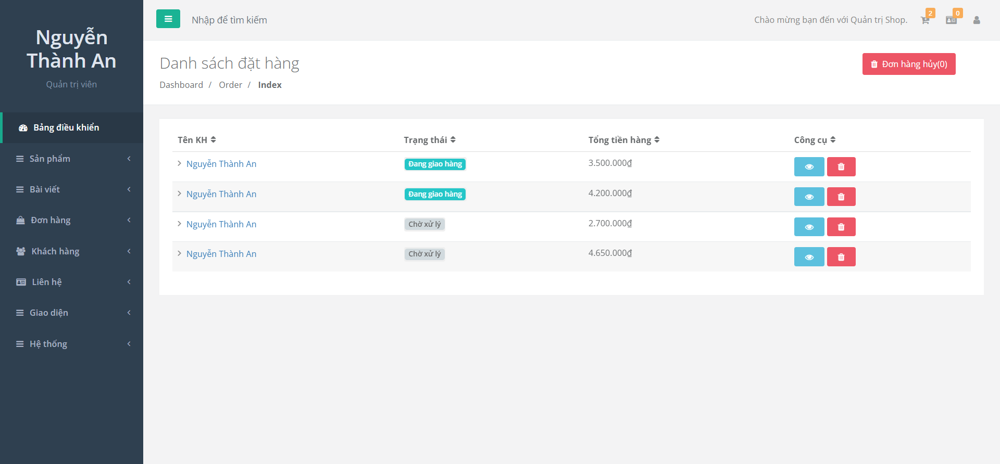 Nguyễn
Thành An
Quản trị viên
Bảng điều khiển
Sản phẩm
Bài viết
Đơn hàng
Khách hàng
Liên hệ
Giao diện
Hệ thống
Nhập để tìm kiếm
Chào mừng bạn đến với Quản trị Shop.
2
0
Danh sách đặt hàng
Đơn hàng hủy(0)
Dashboard / Order / Index
Tên KH Trạng thái Tổng tiền hàng Công cụ
Nguyễn Thành An Đang giao hàng 3.500.000₫
Nguyễn Thành An Đang giao hàng 4.200.000₫
Nguyễn Thành An Chờ xử lý 2.700.000₫
Nguyễn Thành An Chờ xử lý 4.650.000₫